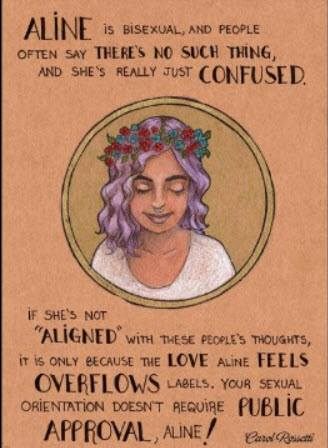 ALINE IS BISEXUAL, AND PEOPLE
OFTEN SAY THERE'S NO SUCH THING,
AND SHE'S REALLY JUST CONFUSED.
IF SHE'S NOT
"ALIGNED" WITH THESE PEOPLE'S THOUGHTS,
IT IS ONLY BECAUSE THE LOVE ALINE FEELS
OVERFLOWS LABELS. YOUR SEXUAL
ORIENTATION DOESN'T REQUIRE PUBLIC
APPROVAL, ALINE!
Carol Rossetti